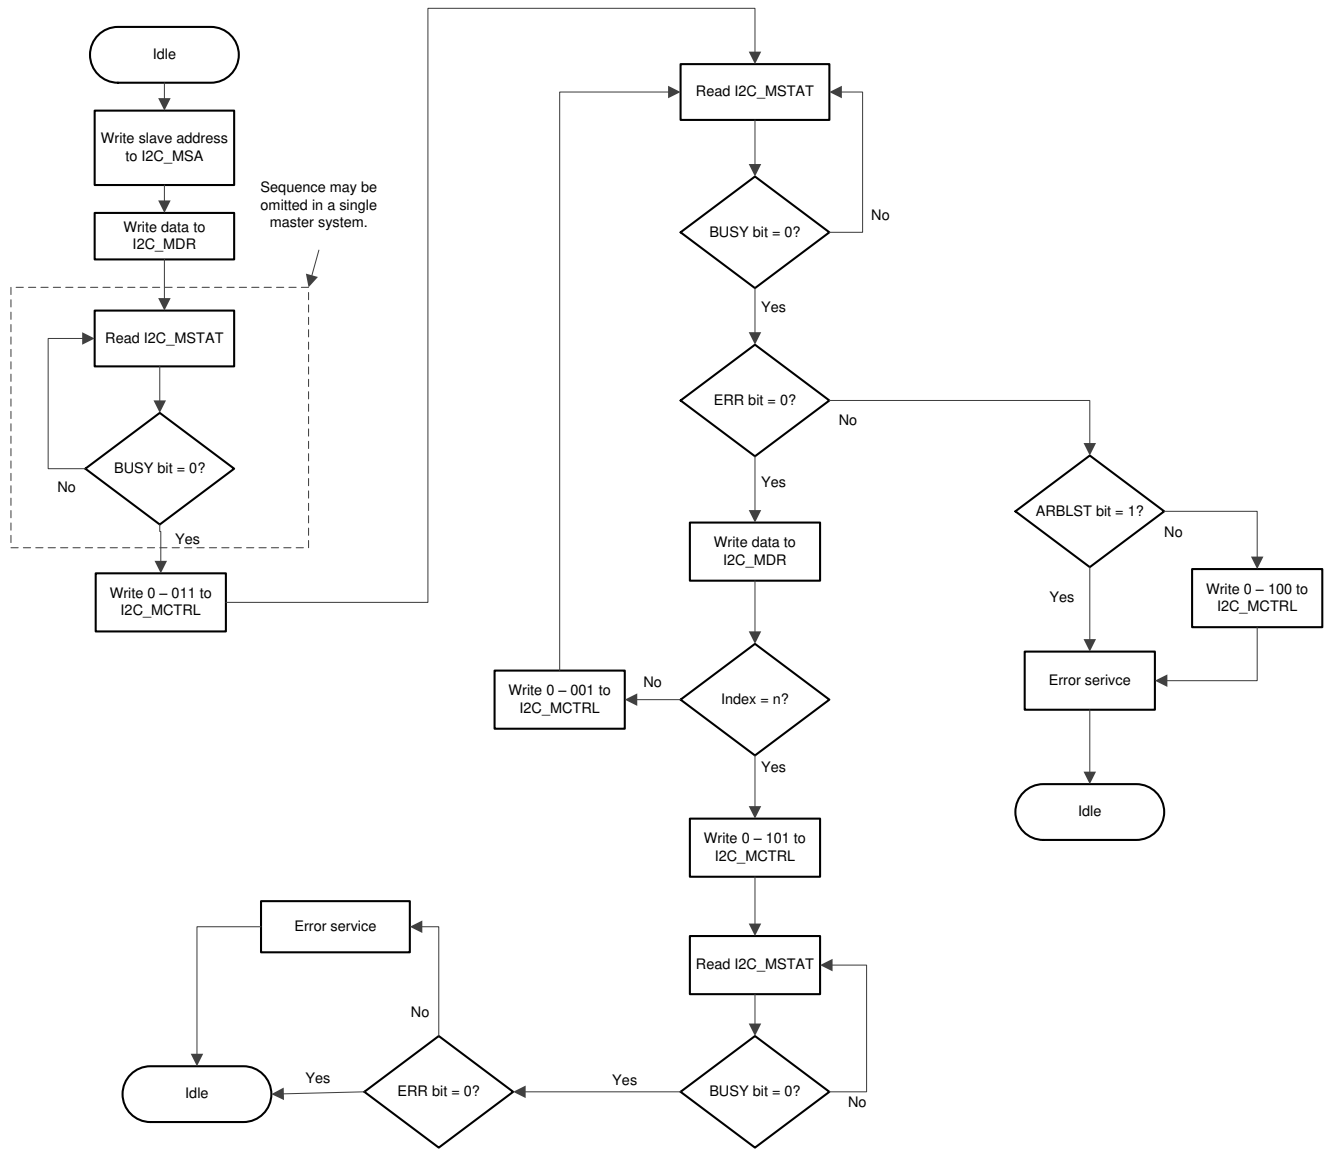 Idle
Write slave address
to I2C_MSA
Write data to
I2C_MDR
Sequence may be
omitted in a single
master system.
Read I2C_MSTAT
BUSY bit = 0?
No
Yes
Write 0 – 011 to
I2C_MCTRL
Read I2C_MSTAT
BUSY bit = 0?
No
Yes
ERR bit = 0?
No
Yes
Write data to
I2C_MDR
Index = n?
No
Write 0 – 001 to
I2C_MCTRL
Yes
Write 0 – 101 to
I2C_MCTRL
Read I2C_MSTAT
BUSY bit = 0?
No
Yes
ERR bit = 0?
No
Error service
Yes
Idle
ARBLST bit = 1?
No
Write 0 – 100 to
I2C_MCTRL
Yes
Error serivce
Idle